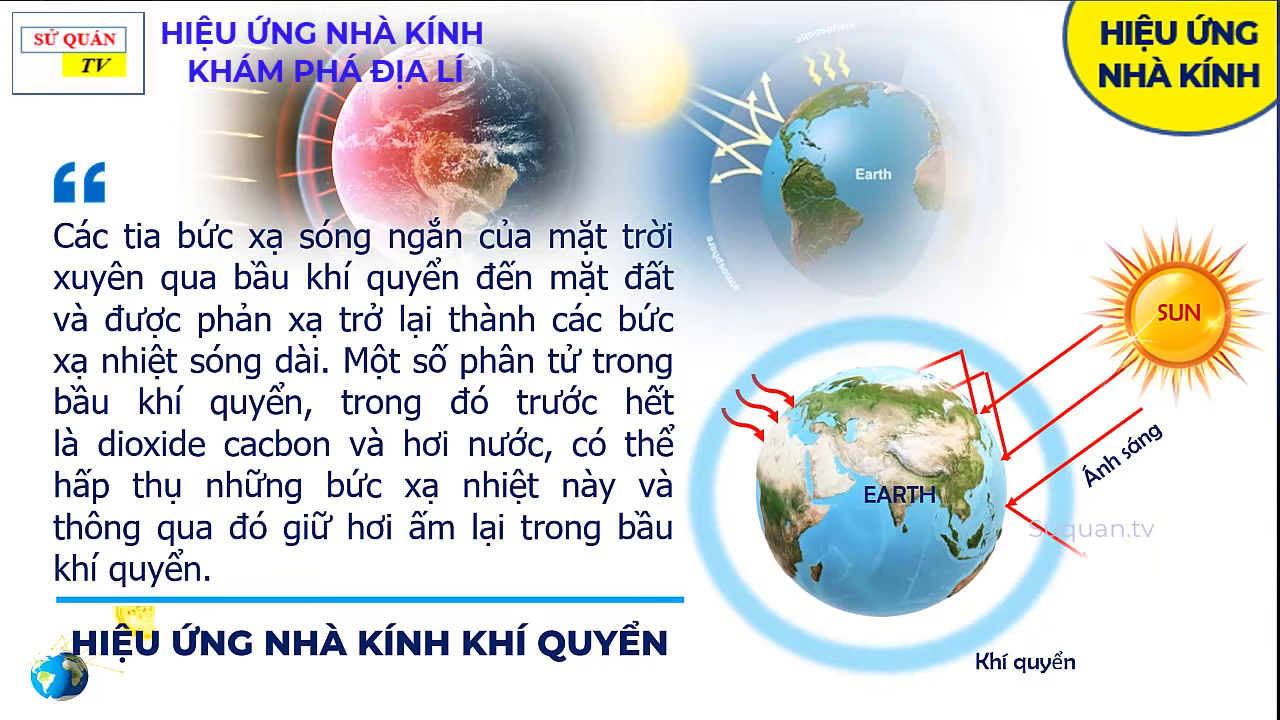 SỬ QUÁN
TV
HIỆU ỨNG NHÀ KÍNH
KHÁM PHÁ ĐỊA LÍ
atmosphere
Earth
atmosphere
HIỆU ỨNG
NHÀ KÍNH
“
Các tia bức xạ sóng ngắn của mặt trời
xuyên qua bầu khí quyển đến mặt đất
và được phản xạ trở lại thành các bức
xạ nhiệt sóng dài. Một số phân tử trong
bầu khí quyển, trong đó trước hết
là dioxide cacbon và hơi nước, có thể
hấp thụ những bức xạ nhiệt này và
thông qua đó giữ hơi ấm lại trong bầu
khí quyển.
HIỆU ỨNG NHÀ KÍNH KHÍ QUYỂN
SUN
EARTH
Ánh sáng
Suquan.tv
Khí quyển